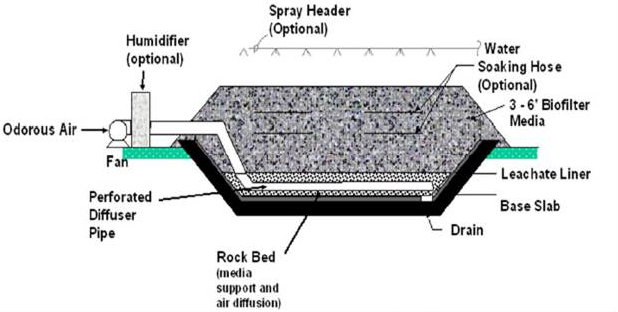 Spray Header
(Optional)
Humidifier
(optional)
Water
Soaking Hose
(Optional)
3 - 6' Biofilter
Media
Odorous Air
Fan
Leachate Liner
Perforated
Diffuser
Pipe
Base Slab
Drain
Rock Bed
(media
support and
air diffusion)